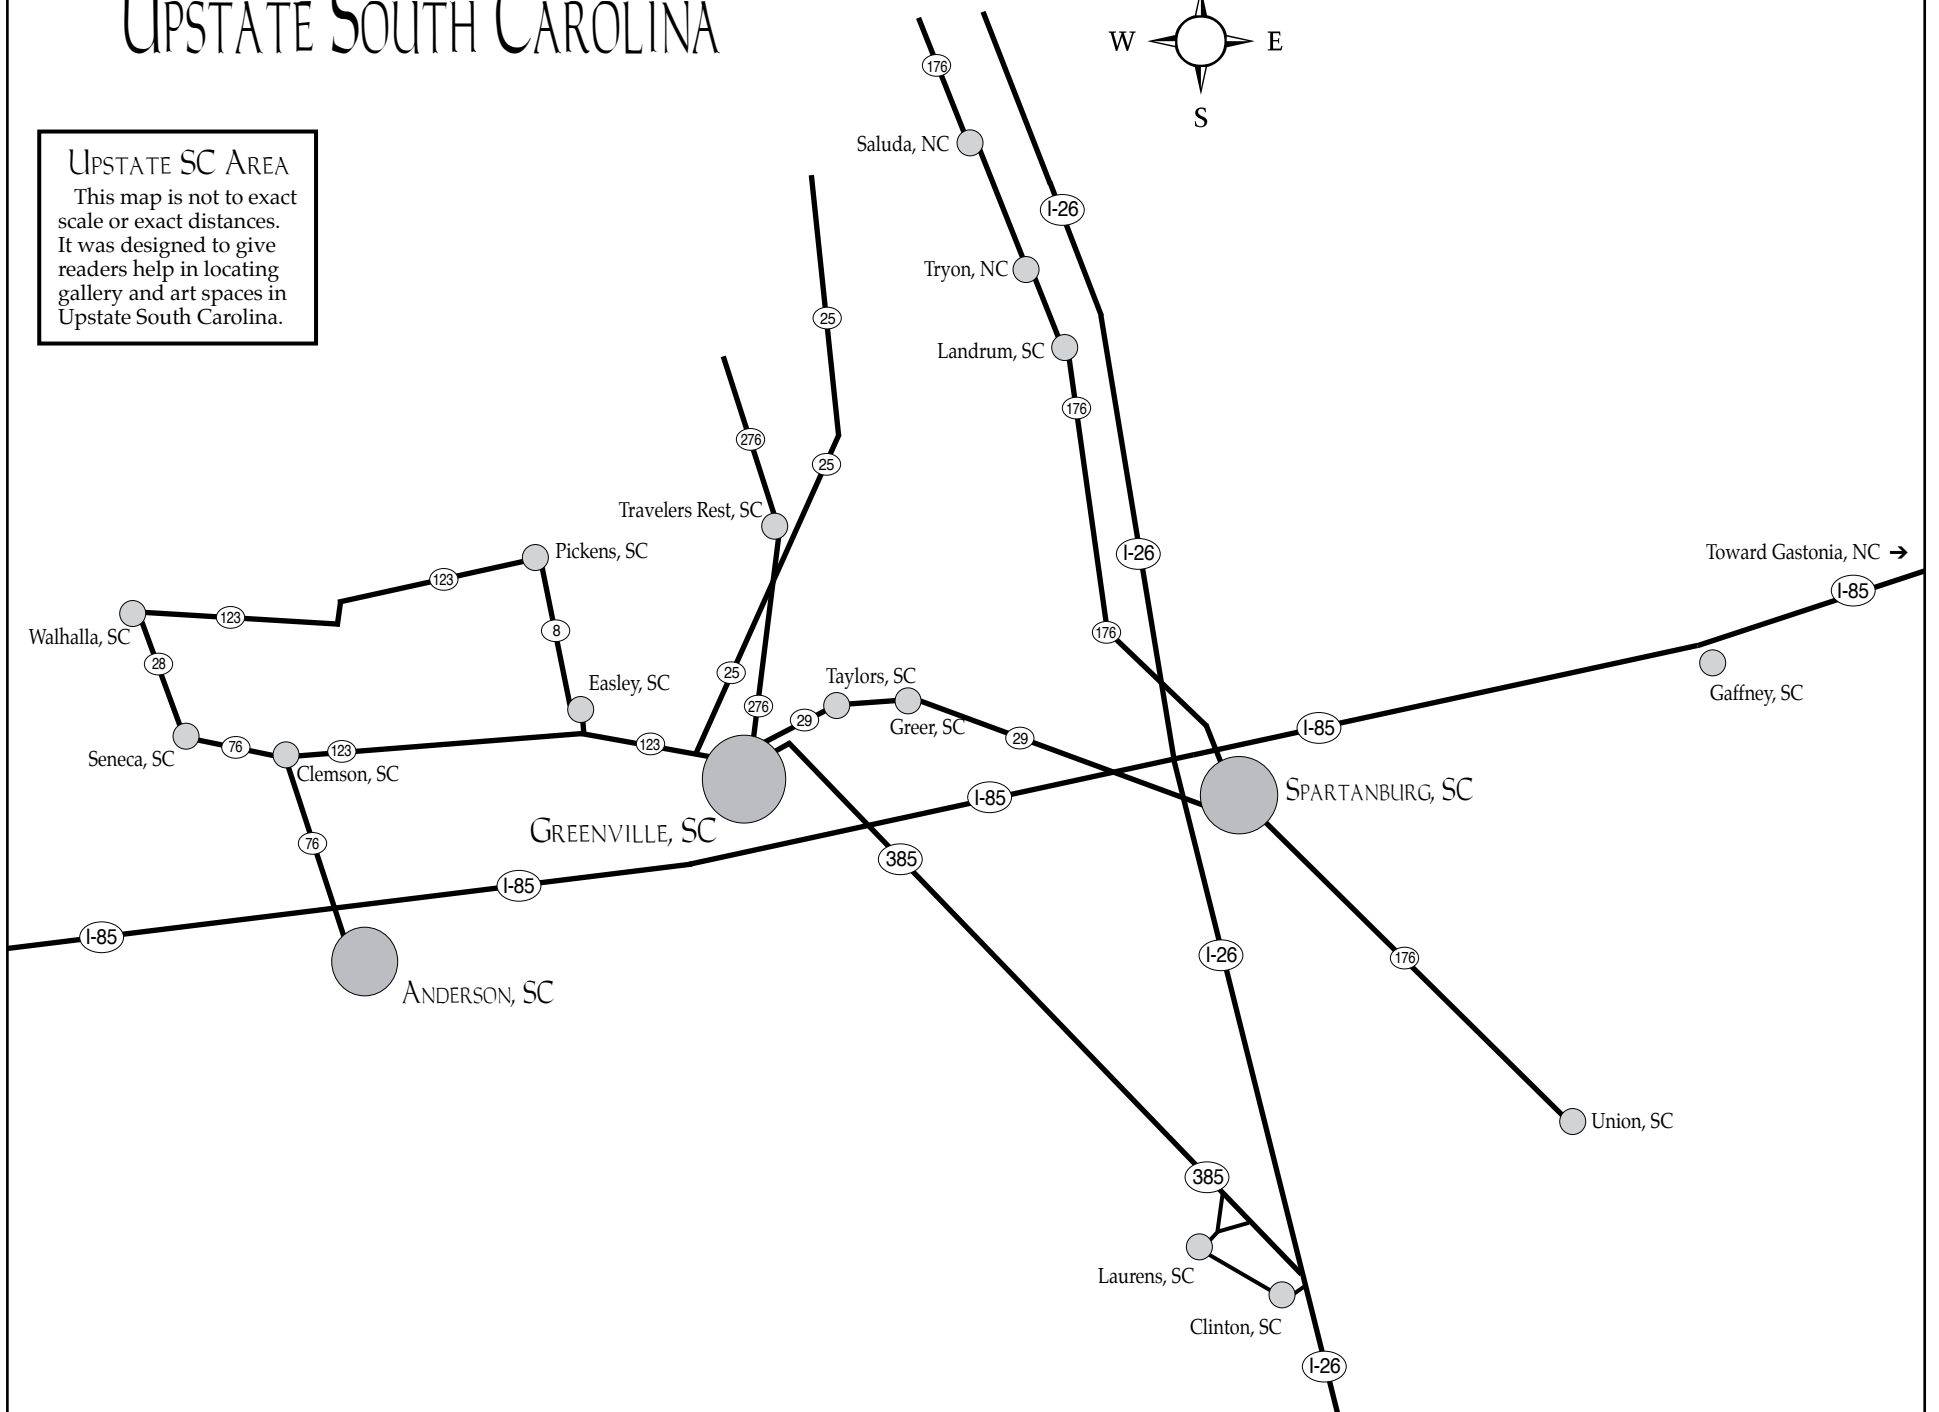 Upstate South Carolina
W E
S
176
Saluda, NC
Upstate SC Area
This map is not to exact
scale or exact distances.
It was designed to give
readers help in locating
gallery and art spaces in
Upstate South Carolina.
I-26
Tryon, NC
25
Landrum, SC
176
276
25
Travelers Rest, SC
Pickens, SC
I-26
Toward Gastonia, NC ➔
123
I-85
123
8
176
Walhalla, SC
28
25
Easley, SC
Taylors, SC
Gaffney, SC
276
29
Greer, SC
29
I-85
Seneca, SC
76
123
123
Clemson, SC
I-85
Spartanburg, SC
Greenville, SC
76
385
I-85
I-85
I-26
176
Anderson, SC
Union, SC
385
Laurens, SC
Clinton, SC
I-26